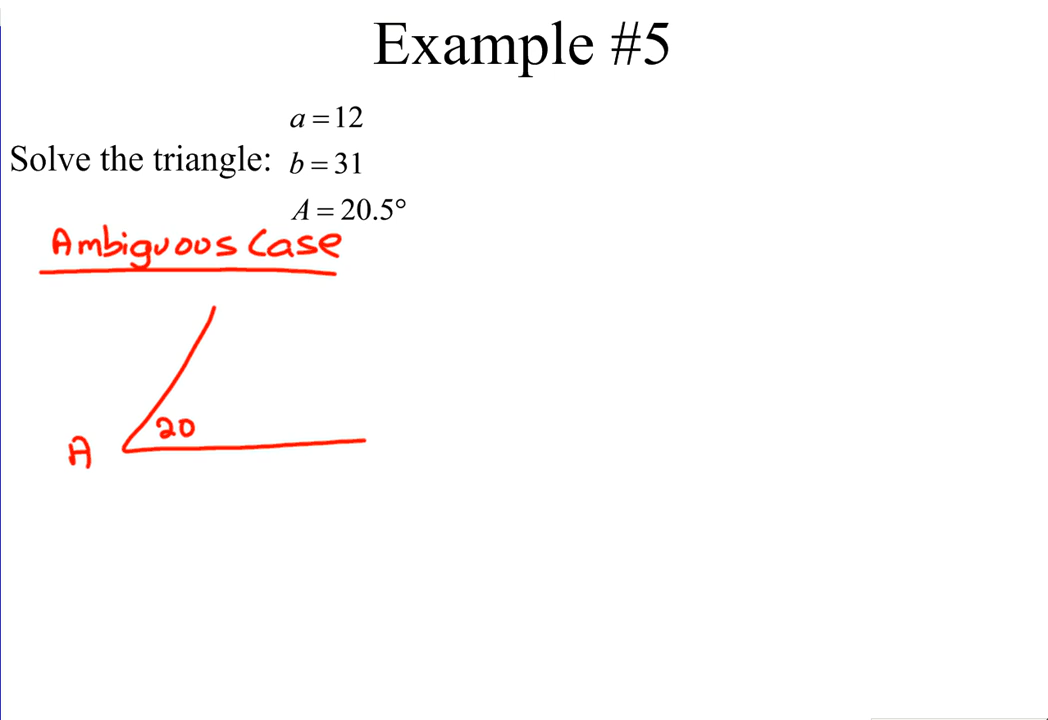 Example #5
a = 12
Solve the triangle: b = 31
A = 20.5°
Ambiguous Case
20
A